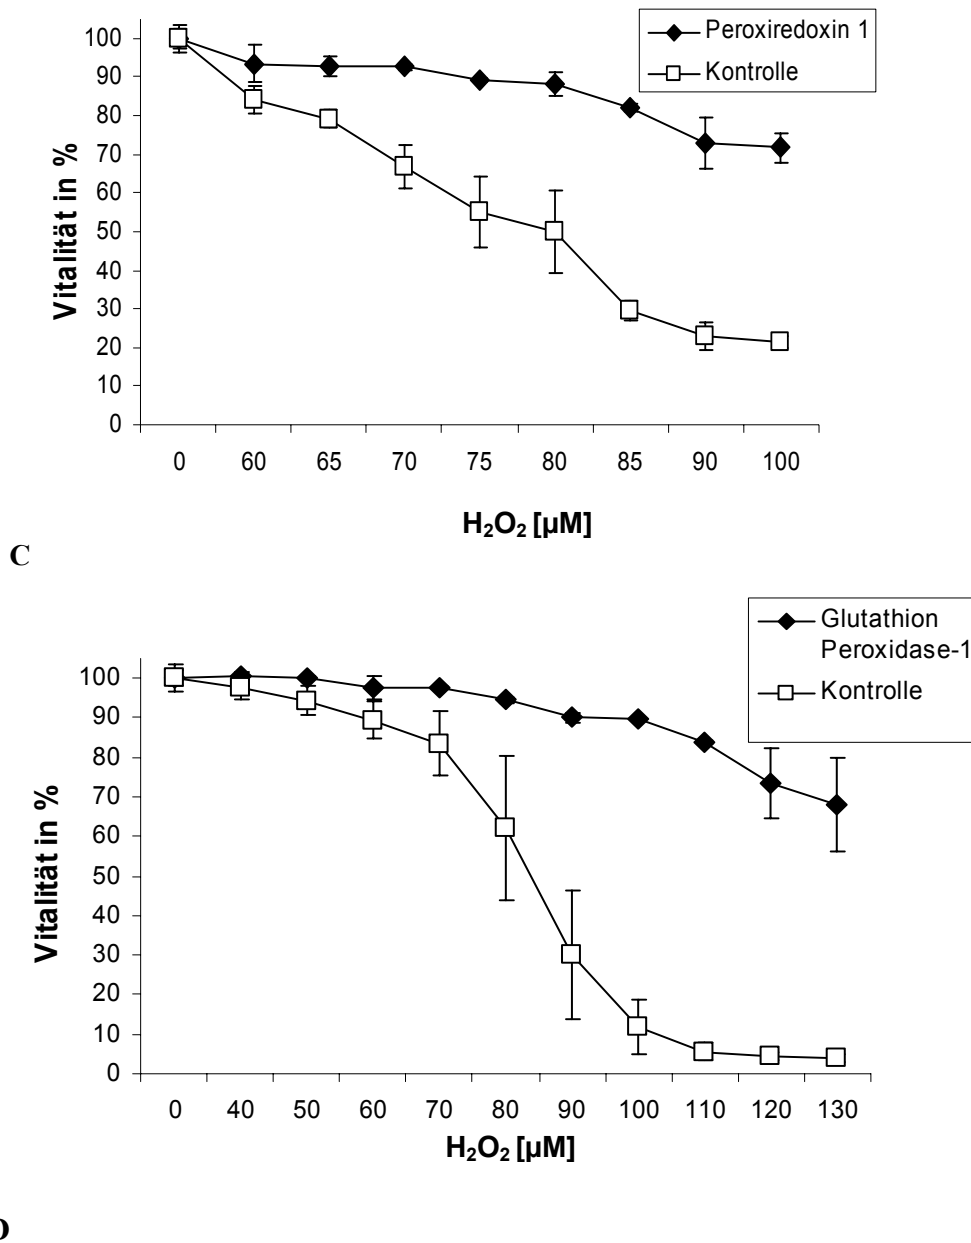 Peroxiredoxin 1
Kontrolle
Vitalität in %
100
90
80
70
60
50
40
30
20
10
0
0 60 65 70 75 80 85 90 100
H₂O₂ [µM]
C
Glutathion
Peroxidase-1
Kontrolle
Vitalität in %
100
90
80
70
60
50
40
30
20
10
0
0 40 50 60 70 80 90 100 110 120 130
H₂O₂ [µM]